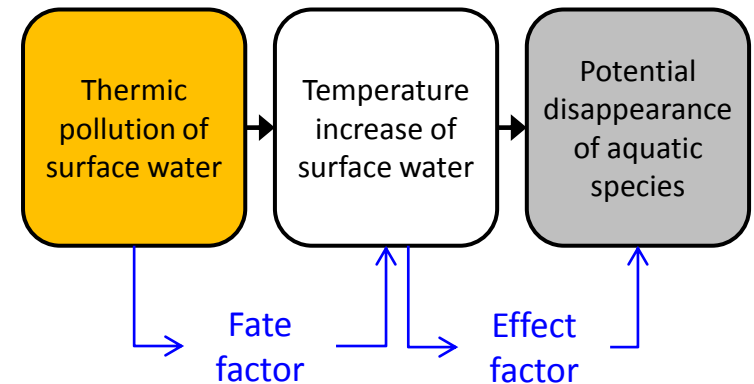 Thermic
pollution of
surface water
Temperature
increase of
surface water
Potential
disappearance
of aquatic
species
Fate
factor
Effect
factor